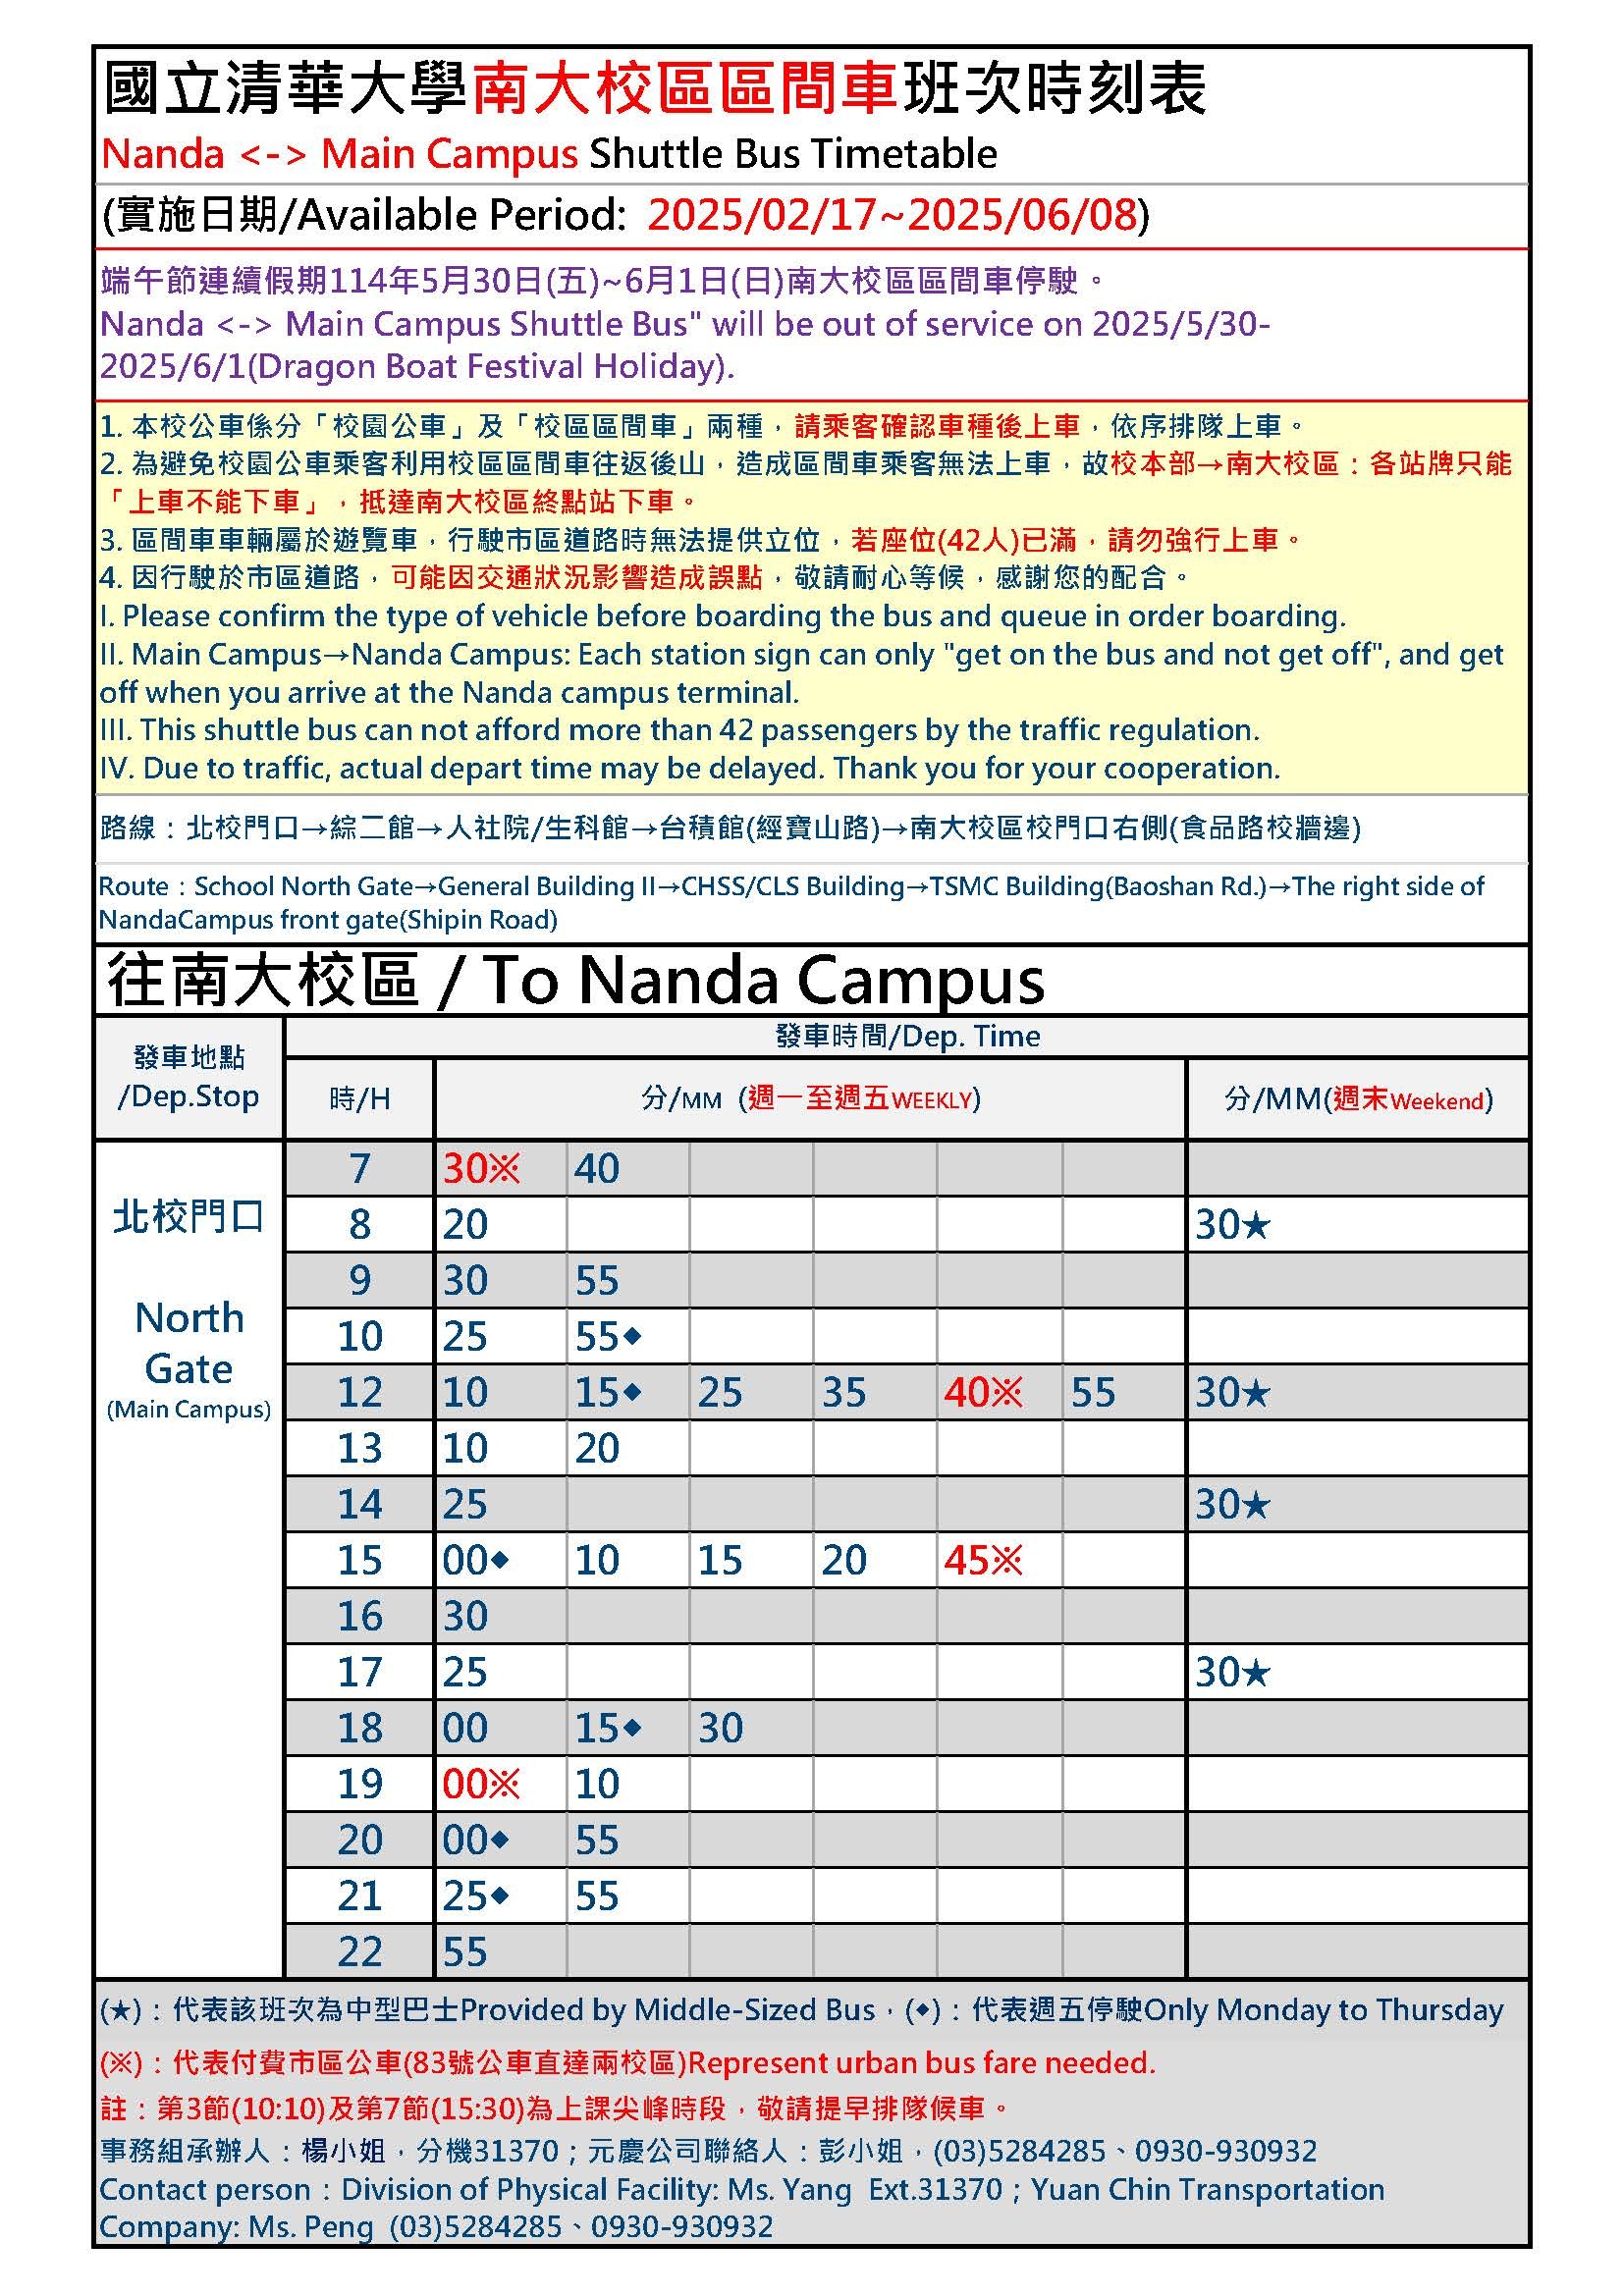 國立清華大學南大校區區間車班次時刻表
Nanda <-> Main Campus Shuttle Bus Timetable
(實施日期/Available Period: 2025/02/17~2025/06/08)
端午節連續假期114年5月30日(五)~6月1日(日)南大校區區間車停駛。
Nanda <-> Main Campus Shuttle Bus" will be out of service on 2025/5/30-
2025/6/1(Dragon Boat Festival Holiday).
1. 本校公車係分「校園公車」及「校區區間車」兩種，請乘客確認車種後上車，依序排隊上車。
2. 為避免校園公車乘客利用校區區間車往返後山，造成區間車乘客無法上車，故校本部→南大校區：各站牌只能
「上車不能下車」，抵達南大校區終點站下車。
3. 區間車車輛屬於遊覽車，行駛市區道路時無法提供立位，若座位(42人)已滿，請勿強行上車。
4. 因行駛於市區道路，可能因交通狀況影響造成誤點，敬請耐心等候，感謝您的配合。
I. Please confirm the type of vehicle before boarding the bus and queue in order boarding.
II. Main Campus→Nanda Campus: Each station sign can only "get on the bus and not get off", and get
off when you arrive at the Nanda campus terminal.
III. This shuttle bus can not afford more than 42 passengers by the traffic regulation.
IV. Due to traffic, actual depart time may be delayed. Thank you for your cooperation.
路線：北校門口→綜二館→人社院/生科館→台積館(經寶山路)→南大校區校門口右側(食品路校牆邊)
Route：School North Gate→General Building II→CHSS/CLS Building→TSMC Building(Baoshan Rd.)→The right side of
NandaCampus front gate(Shipin Road)
往南大校區 / To Nanda Campus
發車地點
/Dep.Stop
發車時間/Dep. Time
時/H 分/MM (週一至週五WEEKLY) 分/MM(週末Weekend)
北校門口
North
Gate
(Main Campus)
7 30※ 40
8 20 30★
9 30 55
10 25 55◆
12 10 15◆ 25 35 40※ 55 30★
13 10 20
14 25 30★
15 00◆ 10 15 20 45※
16 30
17 25 30★
18 00 15◆ 30
19 00※ 10
20 00◆ 55
21 25◆ 55
22 55
(★)：代表該班次為中型巴士Provided by Middle-Sized Bus，(◆)：代表週五停駛Only Monday to Thursday
(※)：代表付費市區公車(83號公車直達兩校區)Represent urban bus fare needed.
註：第3節(10:10)及第7節(15:30)為上課尖峰時段，敬請提早排隊候車。
事務組承辦人：楊小姐，分機31370；元慶公司聯絡人：彭小姐，(03)5284285、0930-930932
Contact person：Division of Physical Facility: Ms. Yang Ext.31370；Yuan Chin Transportation
Company: Ms. Peng (03)5284285、0930-930932